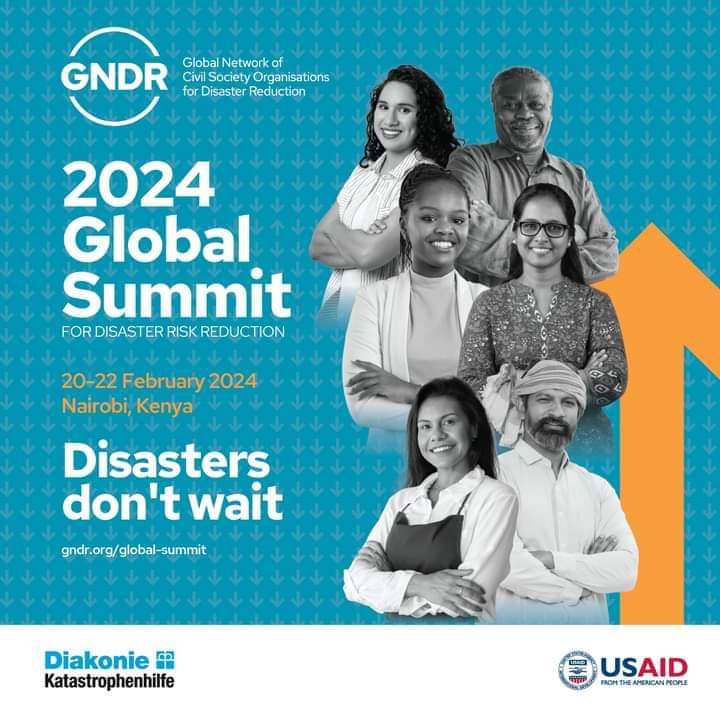 GNDR
Global Network of
Civil Society Organisations
for Disaster Reduction
2024
Global
Summit
FOR DISASTER RISK REDUCTION
20-22 February 2024
Nairobi, Kenya
Disasters
don't wait
gndr.org/global-summit
Diakonie
Katastrophenhilfe
USAID
USAID
FROM THE AMERICAN PEOPLE